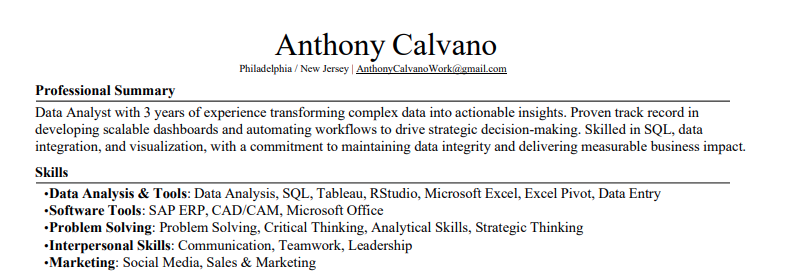 Anthony Calvano
Philadelphia / New Jersey | AnthonyCalvanoWork@gmail.com
Professional Summary
Data Analyst with 3 years of experience transforming complex data into actionable insights. Proven track record in
developing scalable dashboards and automating workflows to drive strategic decision-making. Skilled in SQL, data
integration, and visualization, with a commitment to maintaining data integrity and delivering measurable business impact.
Skills
•Data Analysis & Tools: Data Analysis, SQL, Tableau, RStudio, Microsoft Excel, Excel Pivot, Data Entry
•Software Tools: SAP ERP, CAD/CAM, Microsoft Office
•Problem Solving: Problem Solving, Critical Thinking, Analytical Skills, Strategic Thinking
•Interpersonal Skills: Communication, Teamwork, Leadership
•Marketing: Social Media, Sales & Marketing